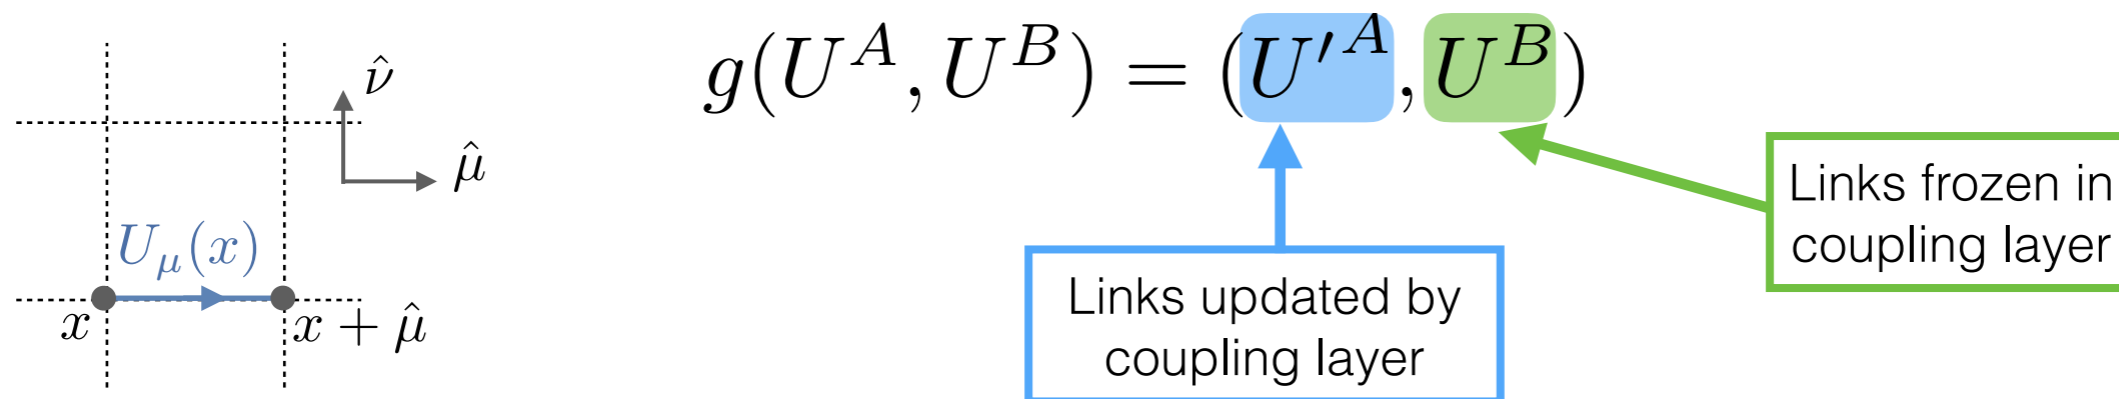 g(U^A, U^B) = (U'^A, U^B)
ν̂
μ̂
U_μ(x)
x
x + μ̂
Links updated by
coupling layer
Links frozen in
coupling layer